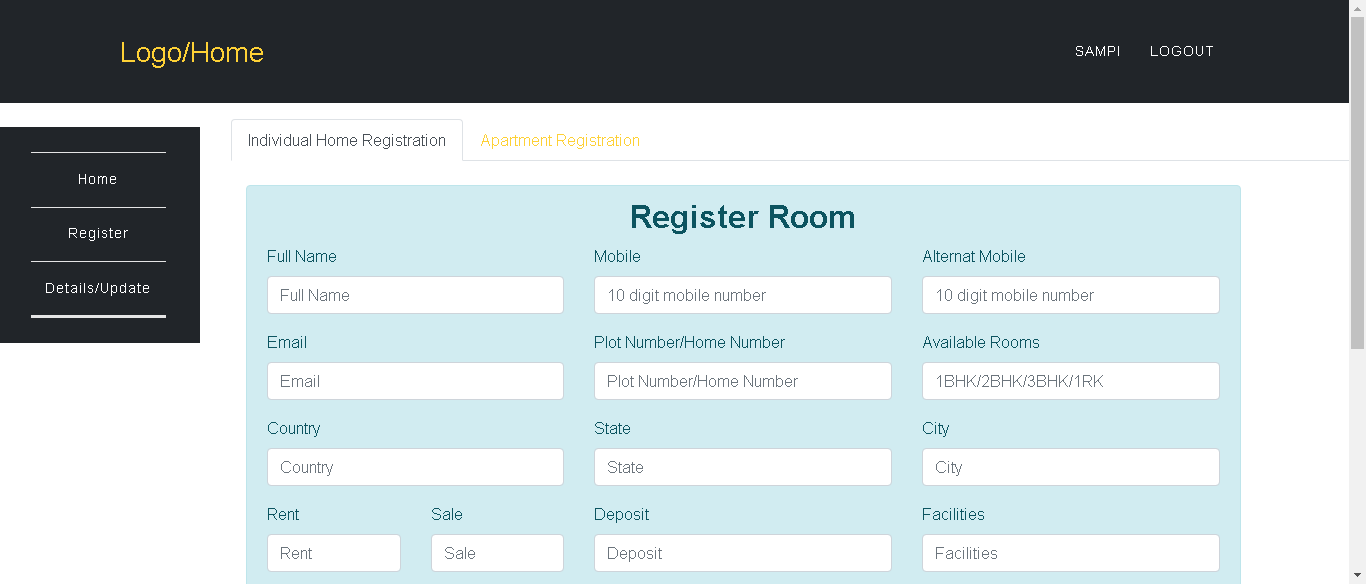 Logo/Home
SAMPI LOGOUT
Individual Home Registration Apartment Registration
Home
Register
Details/Update
Register Room
Full Name Mobile Alternat Mobile
Full Name 10 digit mobile number 10 digit mobile number
Email Plot Number/Home Number Available Rooms
Email Plot Number/Home Number 1BHK/2BHK/3BHK/1RK
Country State City
Country State City
Rent Sale Deposit Facilities
Rent Sale Deposit Facilities